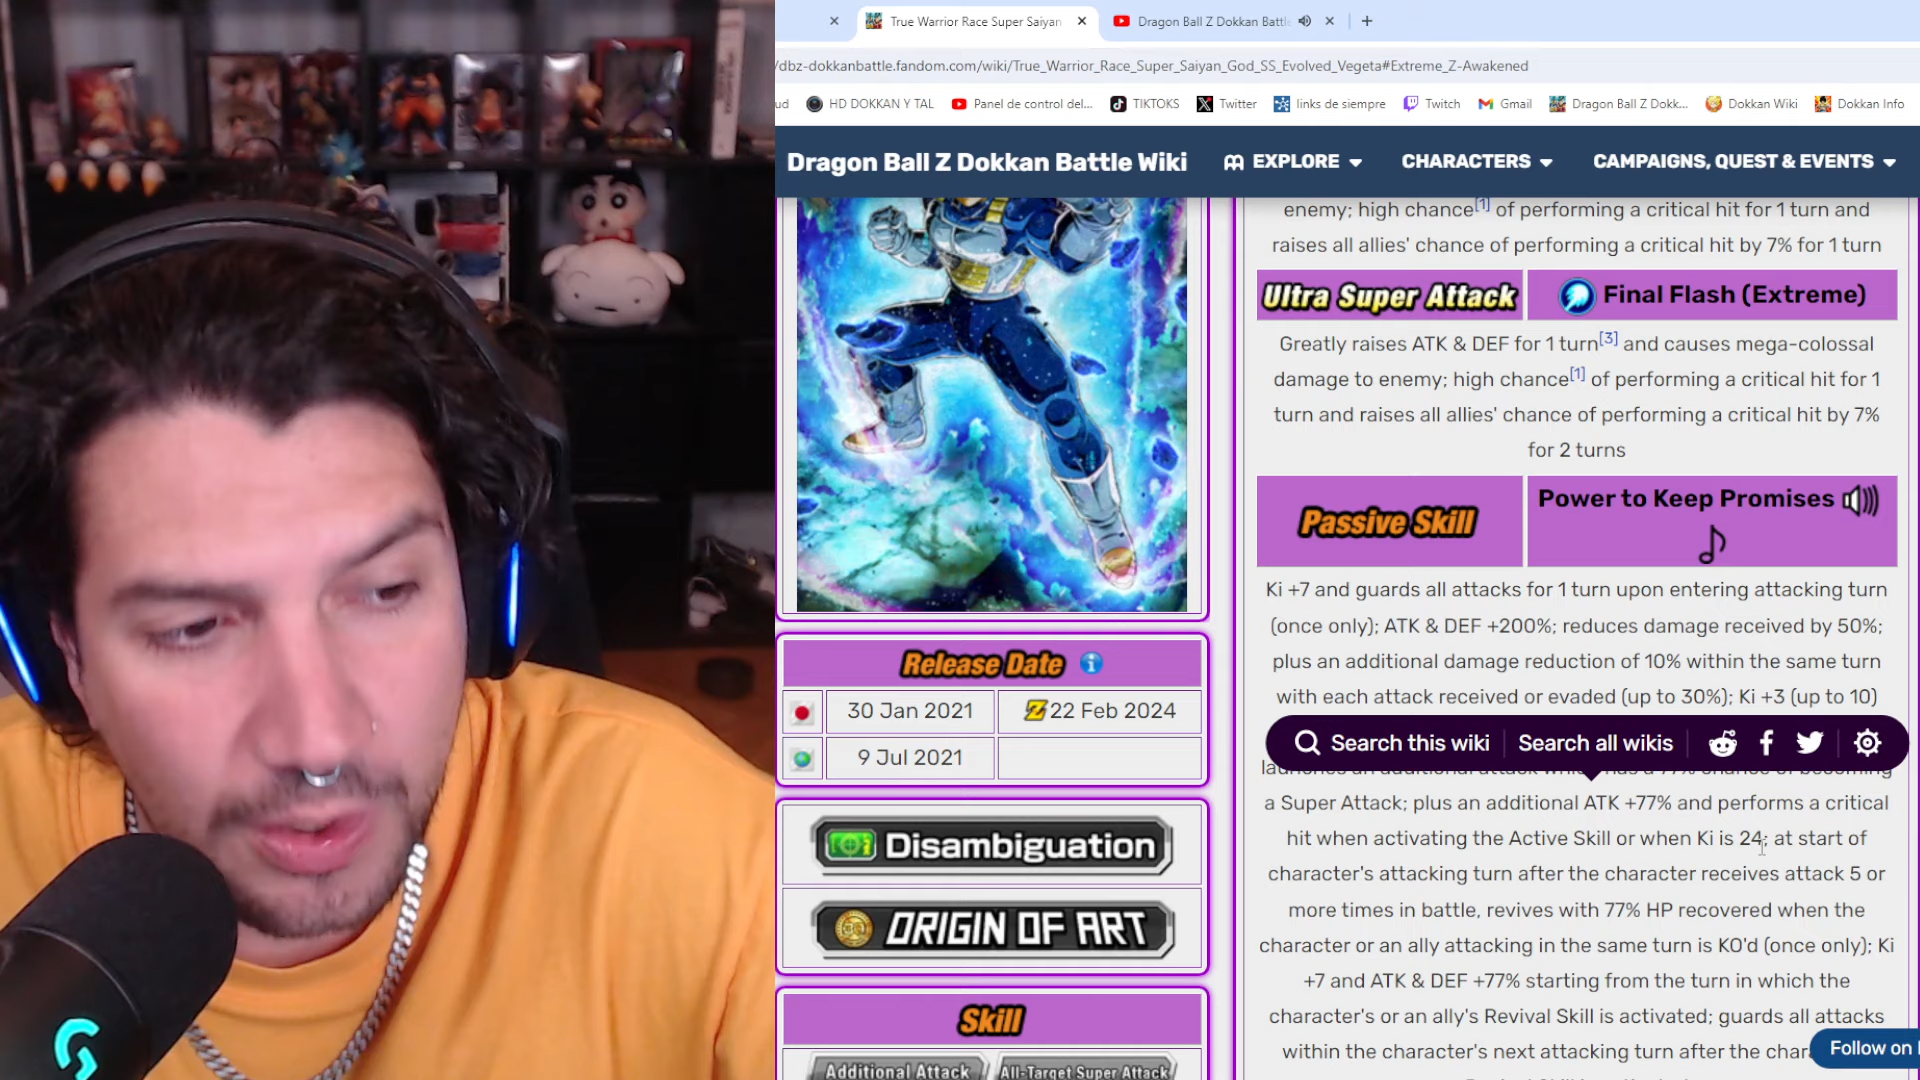 True Warrior Race Super Saiyan
Dragon Ball Z Dokkan Battl
/dbz-dokkanbattle.fandom.com/wiki/True_Warrior_Race_Super_Saiyan_God_SS_Evolved_Vegeta#Extreme_Z-Awakened
ud HD DOKKAN Y TAL Panel de control del... TIKTOKS Twitter links de siempre Twitch Gmail Dragon Ball Z Dokk... Dokkan Wiki Dokkan Info
Dragon Ball Z Dokkan Battle Wiki EXPLORE CHARACTERS CAMPAIGNS, QUEST & EVENTS
enemy; high chance[1] of performing a critical hit for 1 turn and
raises all allies' chance of performing a critical hit by 7% for 1 turn
Ultra Super Attack Final Flash (Extreme)
Greatly raises ATK & DEF for 1 turn[3] and causes mega-colossal
damage to enemy; high chance[1] of performing a critical hit for 1
turn and raises all allies' chance of performing a critical hit by 7%
for 2 turns
Passive Skill Power to Keep Promises
Ki +7 and guards all attacks for 1 turn upon entering attacking turn
(once only); ATK & DEF +200%; reduces damage received by 50%;
plus an additional damage reduction of 10% within the same turn
with each attack received or evaded (up to 30%); Ki +3 (up to 10)
Search this wiki Search all wikis
launches an additional attack which has a 77% chance of becoming
a Super Attack; plus an additional ATK +77% and performs a critical
hit when activating the Active Skill or when Ki is 24; at start of
character's attacking turn after the character receives attack 5 or
more times in battle, revives with 77% HP recovered when the
character or an ally attacking in the same turn is KO'd (once only); Ki
+7 and ATK & DEF +77% starting from the turn in which the
character's or an ally's Revival Skill is activated; guards all attacks
within the character's next attacking turn after the char
Follow on
Release Date
30 Jan 2021 Z 22 Feb 2024
9 Jul 2021
Disambiguation
ORIGIN OF ART
Skill
Additional Attack All-Target Super Attack